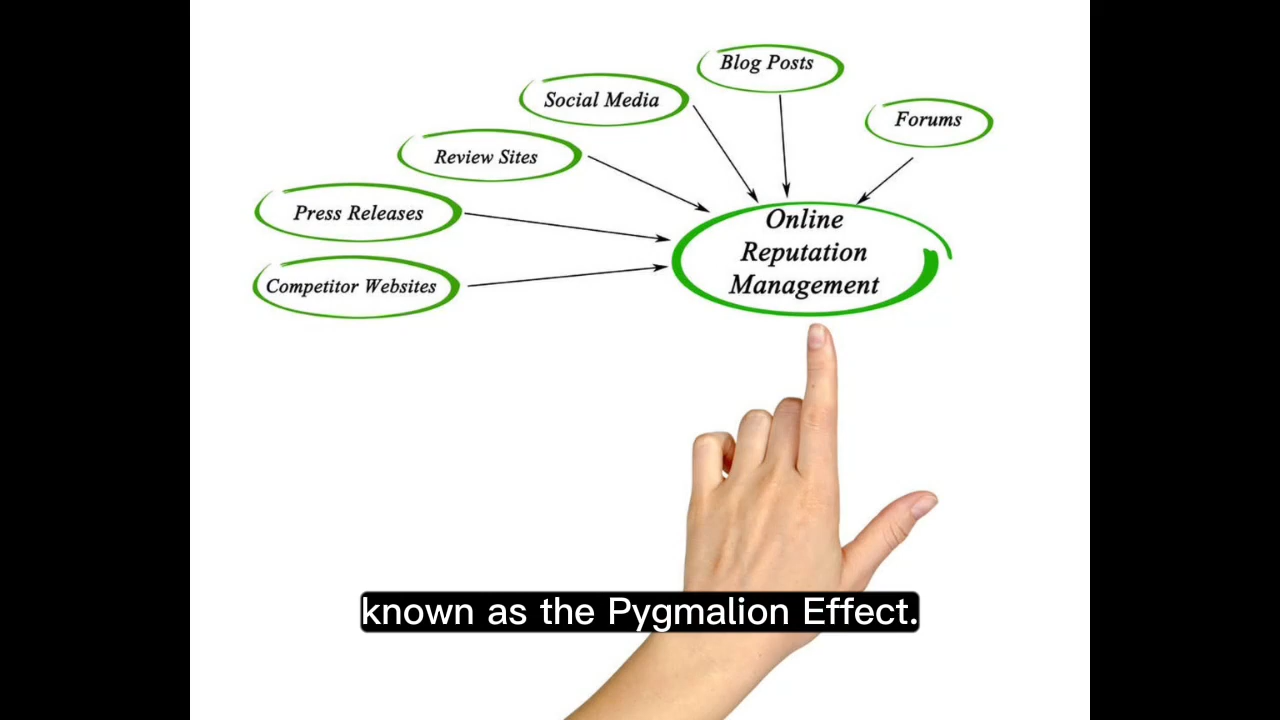 Blog Posts
Social Media
Forums
Review Sites
Press Releases
Competitor Websites
Online
Reputation
Management
known as the Pygmalion Effect.